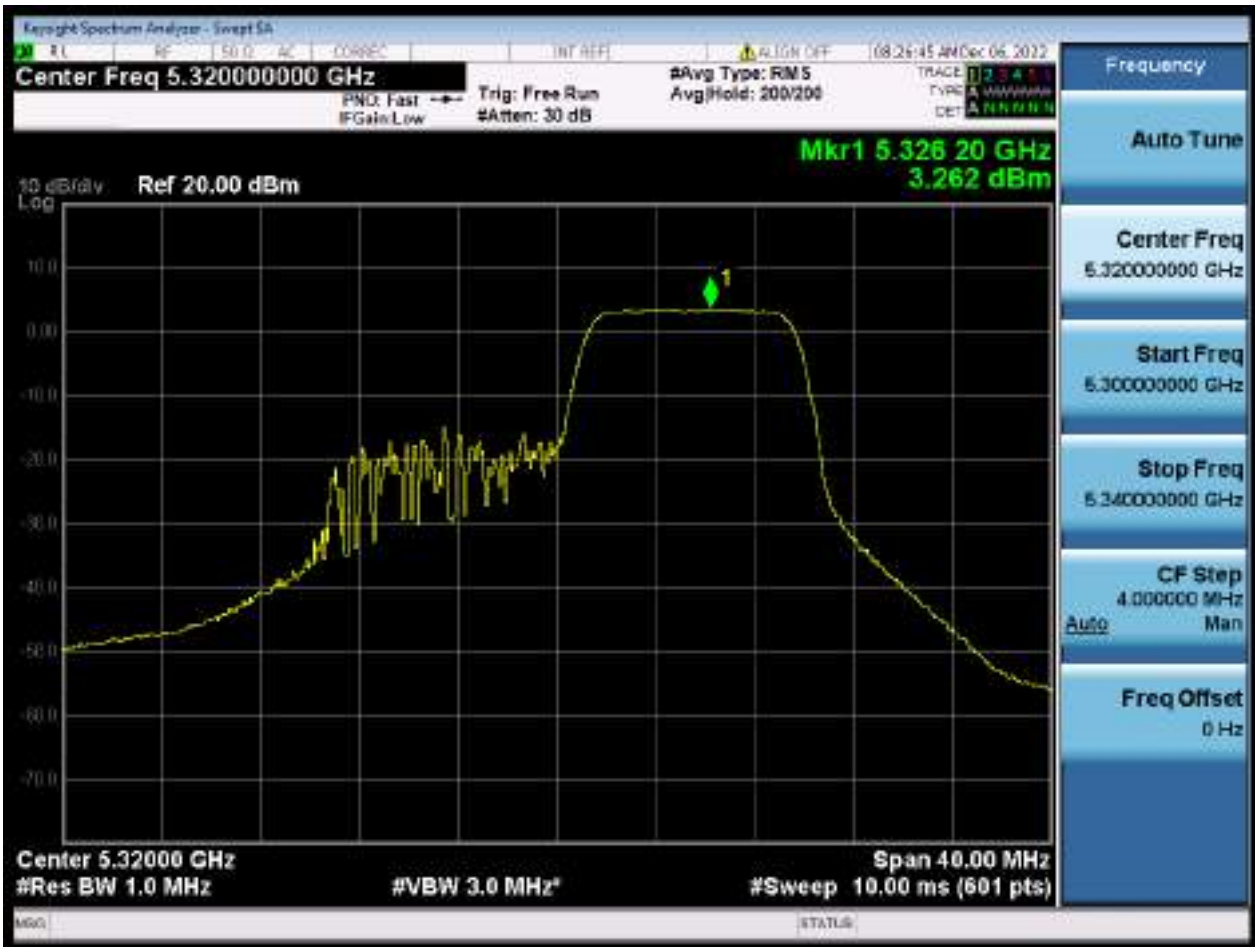 Keysight Spectrum Analyzer - Swept SA
RL RF 50 Ω AC CORREC INT REF ALIGN OFF 08:26:45 AM Dec 06, 2022
Center Freq 5.320000000 GHz
PNO: Fast
IFGain:Low
Trig: Free Run
#Atten: 30 dB
#Avg Type: RMS
Avg|Hold: 200/200
TRACE 1 2 3 4 5 6
TYPE A
DET A N N N N N
Mkr1 5.326 20 GHz
3.262 dBm
10 dB/div Ref 20.00 dBm
Log
10.0
0.00
-10.0
-20.0
-30.0
-40.0
-50.0
-60.0
-70.0
1
Center 5.32000 GHz
Span 40.00 MHz
#Res BW 1.0 MHz
#VBW 3.0 MHz*
#Sweep 10.00 ms (601 pts)
MSG
STATUS
Frequency
Auto Tune
Center Freq
5.320000000 GHz
Start Freq
5.300000000 GHz
Stop Freq
5.340000000 GHz
CF Step
4.000000 MHz
Auto Man
Freq Offset
0 Hz